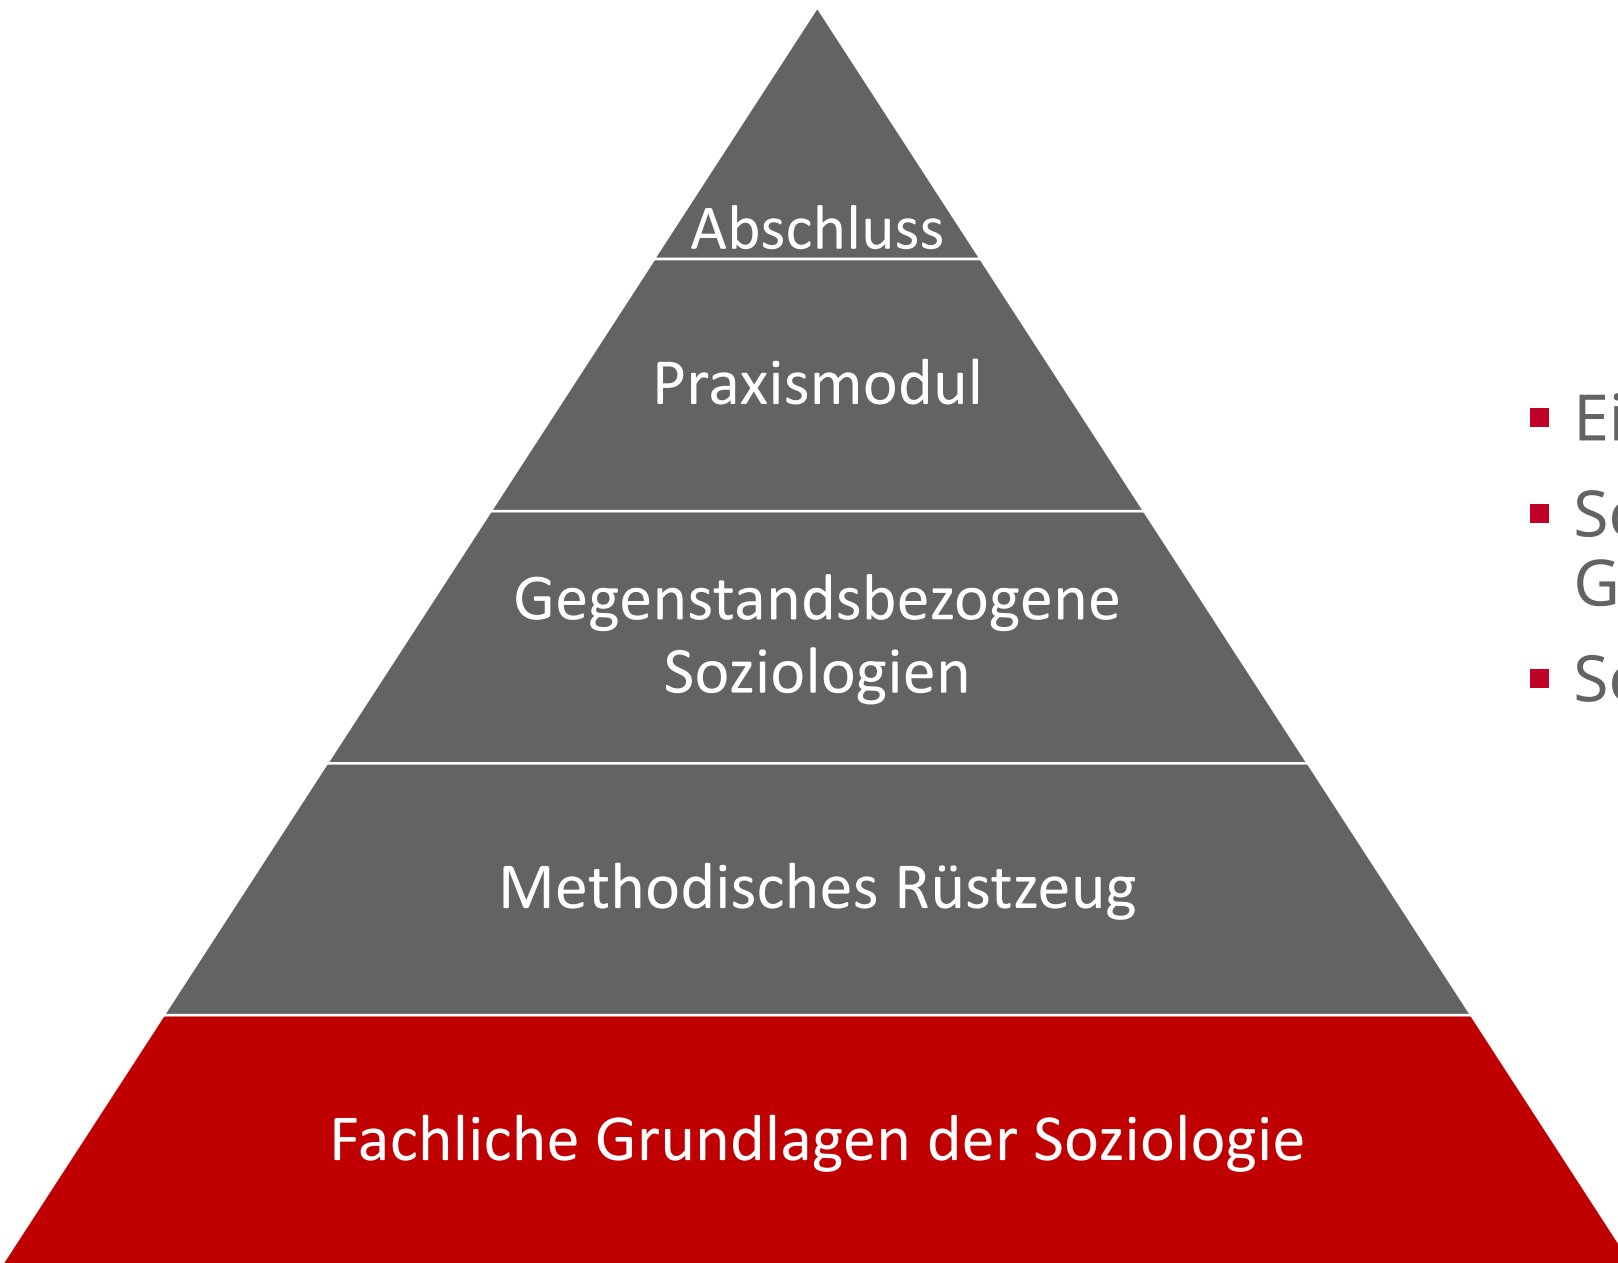 Abschluss
Praxismodul
Gegenstandsbezogene
Soziologien
Methodisches Rüstzeug
Fachliche Grundlagen der Soziologie